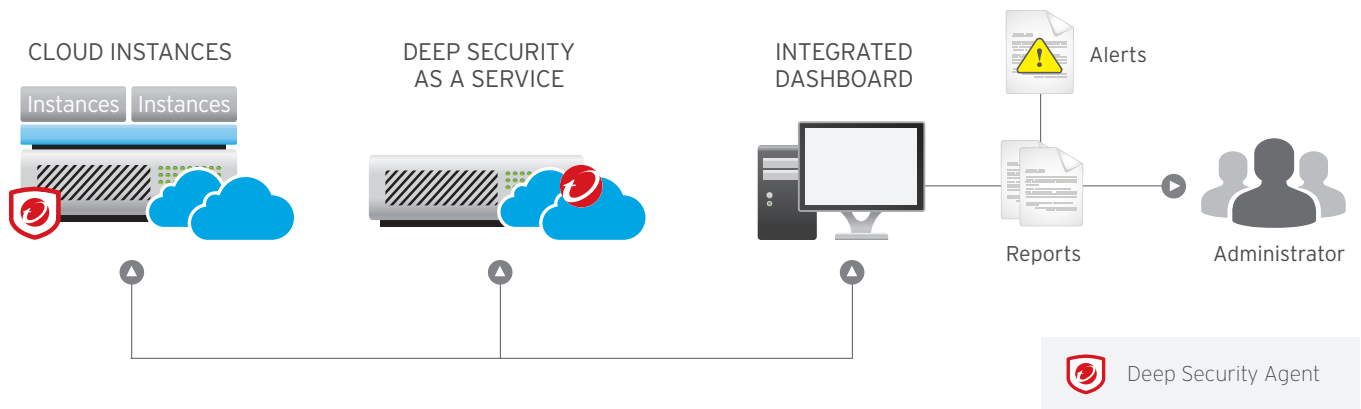 CLOUD INSTANCES
Instances
Instances
DEEP SECURITY
AS A SERVICE
INTEGRATED
DASHBOARD
Alerts
Reports
Administrator
Deep Security Agent